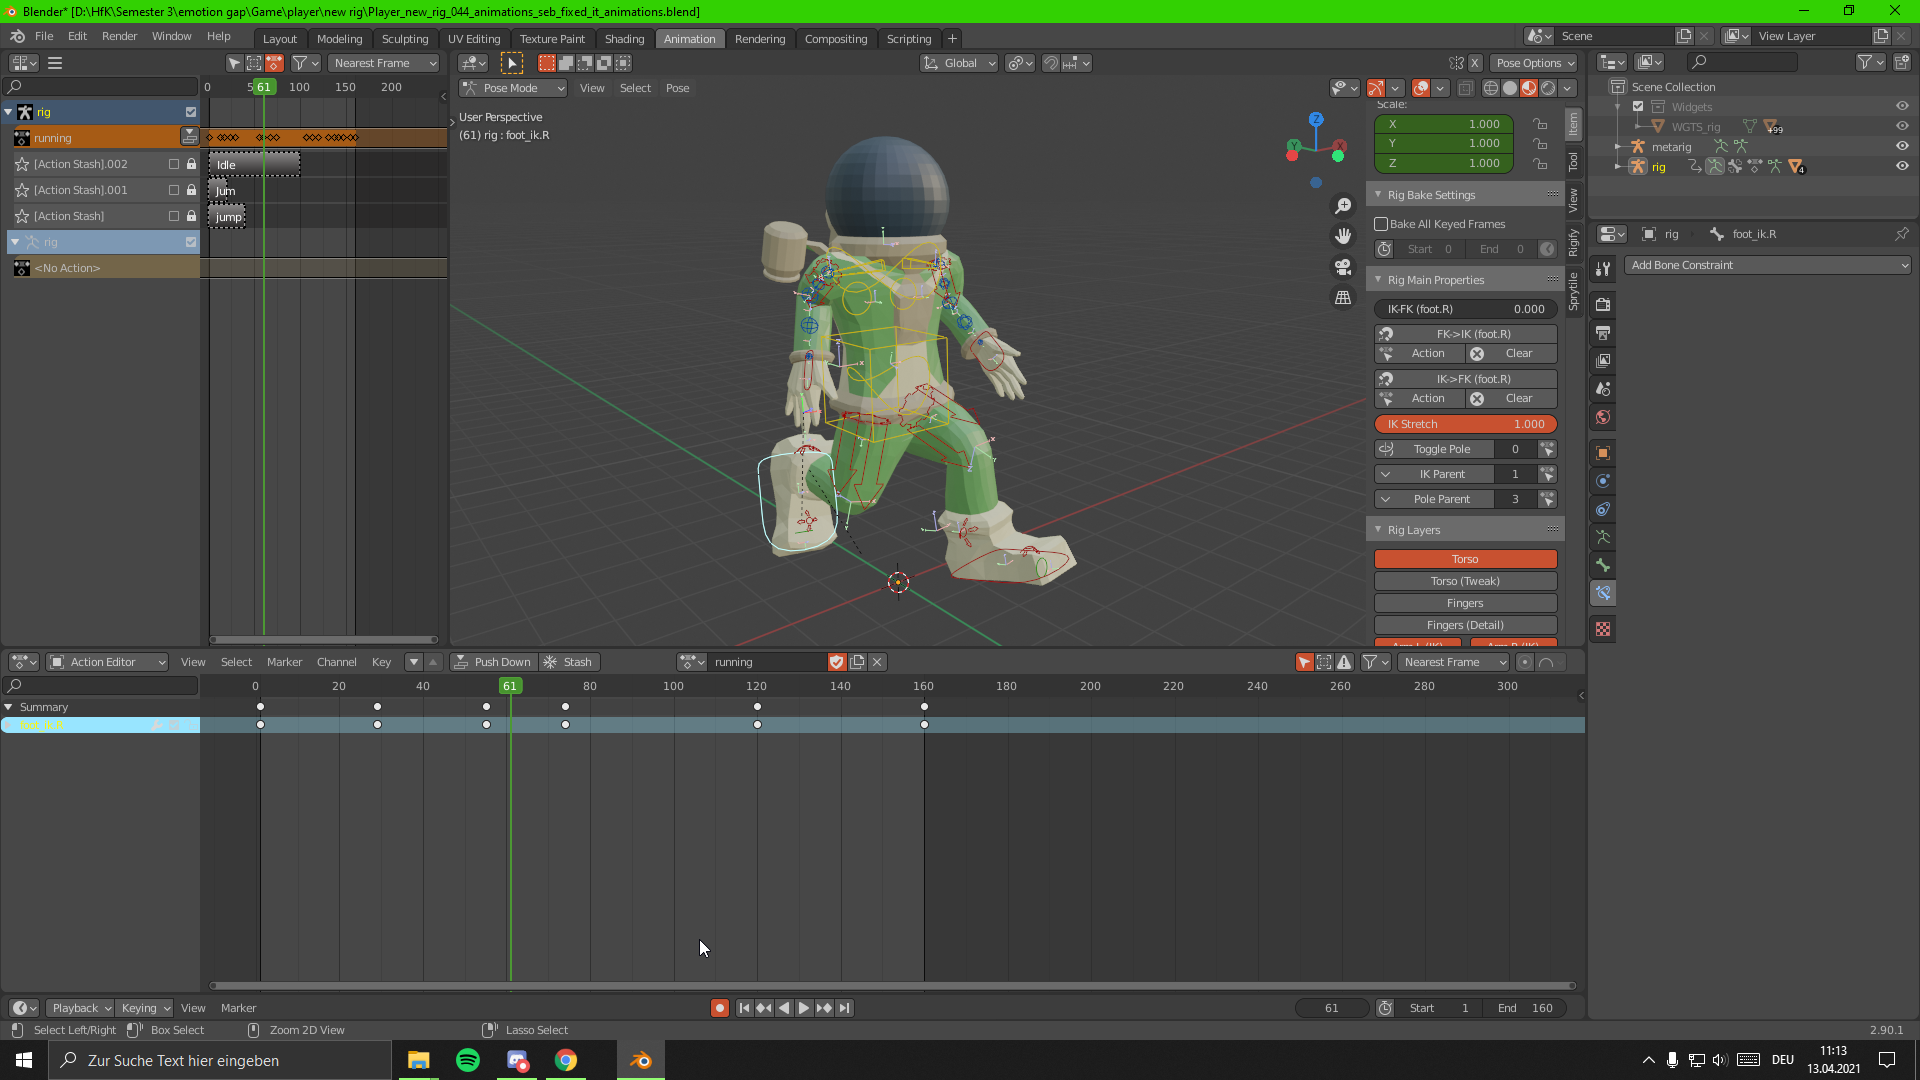 Blender* [D:\HfK\Semester 3\emotion gap\Game\player\new rig\Player_new_rig_044_animations_seb_fixed_it_animations.blend]
File Edit Render Window Help Layout Modeling Sculpting UV Editing Texture Paint Shading Animation Rendering Compositing Scripting + Scene View Layer
Nearest Frame Global X Pose Options
0 61 100 150 200 Pose Mode View Select Pose
rig
running
[Action Stash].002 Idle
[Action Stash].001 Jum
[Action Stash] jump
rig
<No Action>
User Perspective
(61) rig : foot_ik.R
Scale:
X 1.000
Y 1.000
Z 1.000
Rig Bake Settings
Bake All Keyed Frames
Start 0 End 0
Rig Main Properties
IK-FK (foot.R) 0.000
FK->IK (foot.R)
Action Clear
IK->FK (foot.R)
Action Clear
IK Stretch 1.000
Toggle Pole 0
IK Parent 1
Pole Parent 3
Rig Layers
Torso
Torso (Tweak)
Fingers
Fingers (Detail)
Item
Tool
View
Rigify
Sprytile
Scene Collection
Widgets
WGTS_rig +99
metarig
rig 4
rig foot_ik.R
Add Bone Constraint
Action Editor View Select Marker Channel Key Push Down Stash running Nearest Frame
0 20 40 61 80 100 120 140 160 180 200 220 240 260 280 300
Summary
foot_ik.R
Playback Keying View Marker 61 Start 1 End 160
Select Left/Right Box Select Zoom 2D View Lasso Select 2.90.1
Zur Suche Text hier eingeben DEU 11:13
13.04.2021